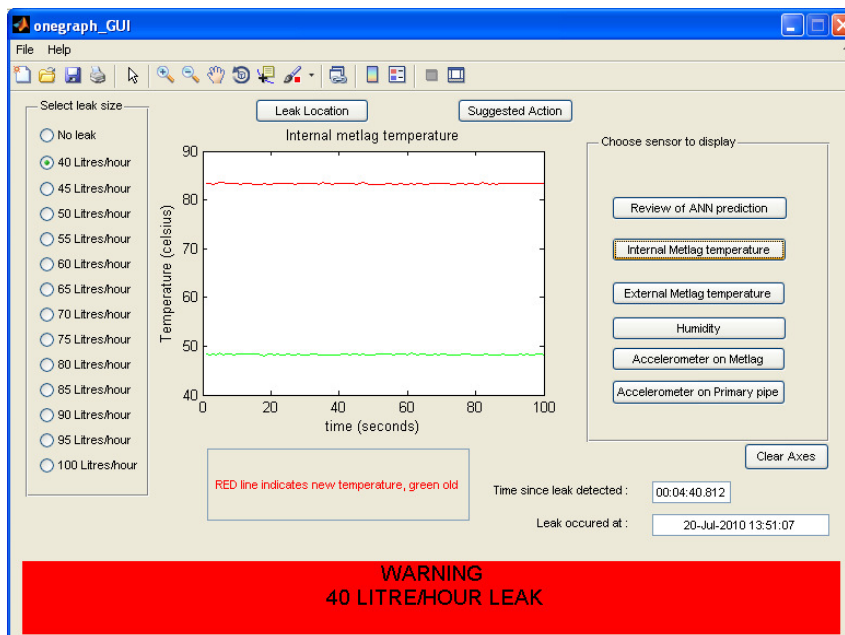 onegraph_GUI
File Help
Select leak size
No leak
40 Litres/hour
45 Litres/hour
50 Litres/hour
55 Litres/hour
60 Litres/hour
65 Litres/hour
70 Litres/hour
75 Litres/hour
80 Litres/hour
85 Litres/hour
90 Litres/hour
95 Litres/hour
100 Litres/hour
Leak Location
Suggested Action
Internal metlag temperature
Temperature (celsius)
90
80
70
60
50
40
0 20 40 60 80 100
time (seconds)
RED line indicates new temperature, green old
Choose sensor to display
Review of ANN prediction
Internal Metlag temperature
External Metlag temperature
Humidity
Accelerometer on Metlag
Accelerometer on Primary pipe
Clear Axes
Time since leak detected : 00:04:40.812
Leak occured at : 20-Jul-2010 13:51:07
WARNING
40 LITRE/HOUR LEAK